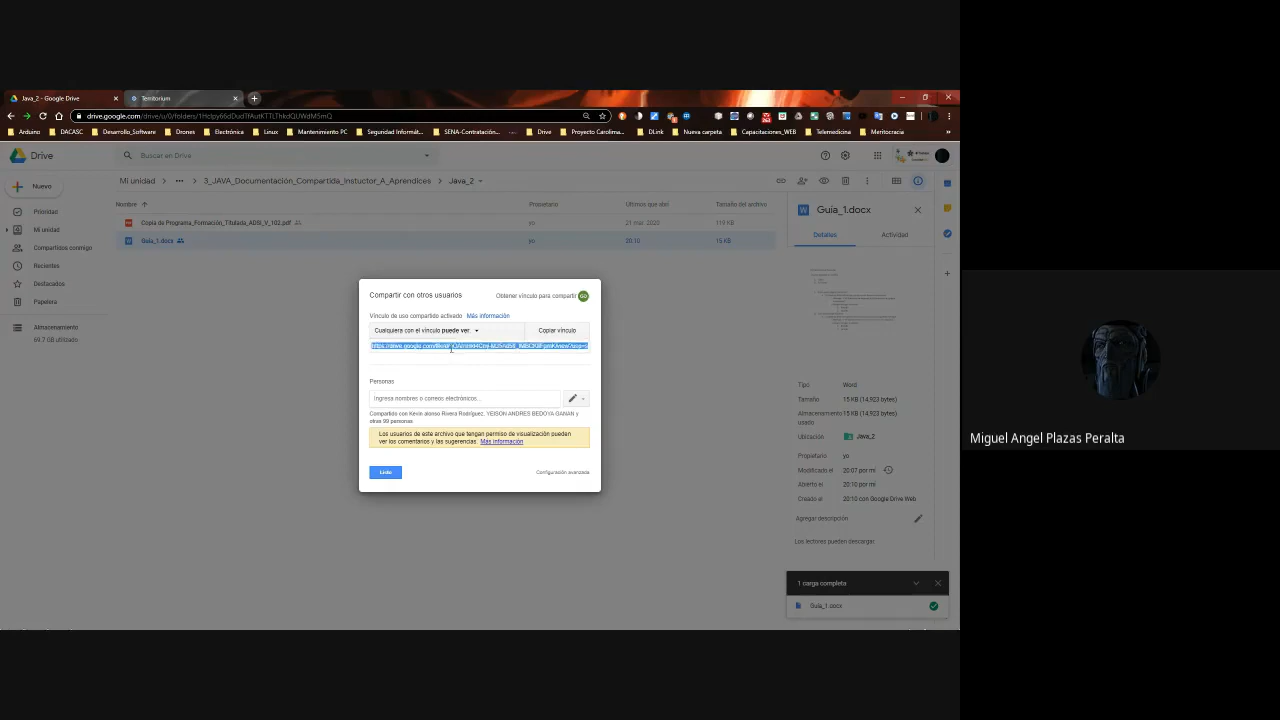 Java_2 - Google Drive
Territorium
drive.google.com/drive/u/0/folders/
Arduino DACASC Desarrollo_Software Drones Electrónica Linux Mantenimiento PC Seguridad Informát... SENA-Contratación... Drive Proyecto Carolima... DLink Nueva carpeta Capacitaciones_WEB Telemedicina Meritocracia »
Drive
Buscar en Drive
Nuevo
Mi unidad > ••• > 3_JAVA_Documentación_Compartida_Instuctor_A_Aprendices > Java_2
Guía_1.docx
Nombre
Propietario
Últimos que abrí
Tamaño del archivo
Prioridad
Copia de Programa_Formación_Titulada_ADSI_V_102.pdf
yo
21 mar. 2020
119 KB
Mi unidad
Guía_1.docx
yo
20:10
15 KB
Detalles
Actividad
Compartidos conmigo
Recientes
Destacados
Papelera
Almacenamiento
69,7 GB utilizado
Compartir con otros usuarios
Obtener vínculo para compartir
GO
Vínculo de uso compartido activado Más información
Cualquiera con el vínculo puede ver
Copiar vínculo
Personas
Ingresa nombres o correos electrónicos...
Compartido con Kevin alonso Rivera Rodríguez, YEISON ANDRES BEDOYA GAÑAN y
otras 99 personas
Los usuarios de este archivo que tengan permiso de visualización pueden
ver los comentarios y las sugerencias. Más información
Listo
Configuración avanzada
Tipo Word
Tamaño 15 KB (14,923 bytes)
Almacenamiento 15 KB (14,923 bytes)
usado
Ubicación Java_2
Propietario yo
Modificado el 20:07 por mí
Abierto el 20:10 por mí
Creado el 20:10 con Google Drive Web
Agregar descripción
Los lectores pueden descargar.
1 carga completa
Guía_1.docx
Miguel Angel Plazas Peralta